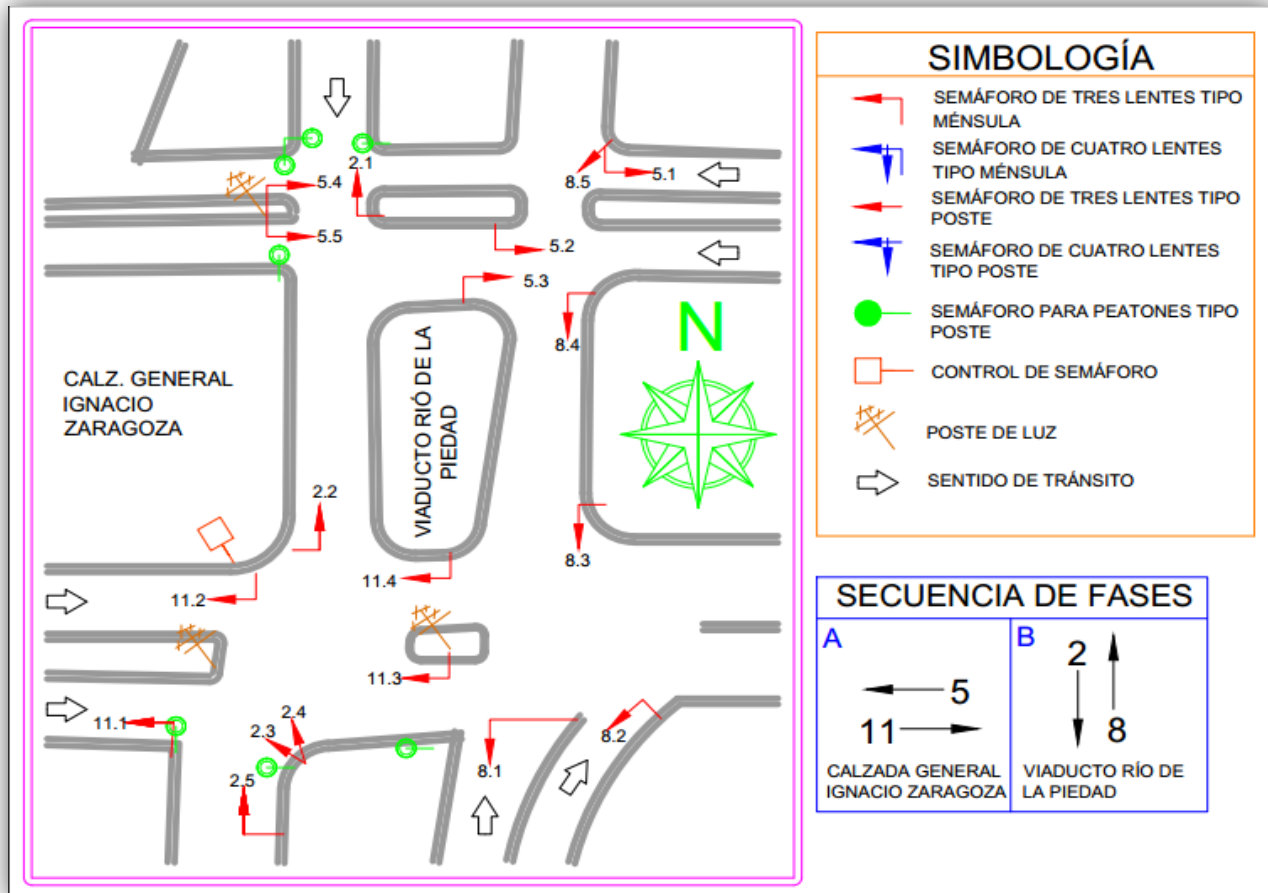 2.1
5.4
5.5
8.5
5.1
5.2
5.3
8.4
CALZ. GENERAL
IGNACIO
ZARAGOZA
VIADUCTO RIÓ DE LA
PIEDAD
N
2.2
8.3
11.4
11.2
11.3
11.1
2.4
2.3
2.5
8.1
8.2
SIMBOLOGÍA
SEMÁFORO DE TRES LENTES TIPO
MÉNSULA
SEMÁFORO DE CUATRO LENTES
TIPO MÉNSULA
SEMÁFORO DE TRES LENTES TIPO
POSTE
SEMÁFORO DE CUATRO LENTES
TIPO POSTE
SEMÁFORO PARA PEATONES TIPO
POSTE
CONTROL DE SEMÁFORO
POSTE DE LUZ
SENTIDO DE TRÁNSITO
SECUENCIA DE FASES
A
5
11
CALZADA GENERAL
IGNACIO ZARAGOZA
B
2
8
VIADUCTO RÍO DE
LA PIEDAD